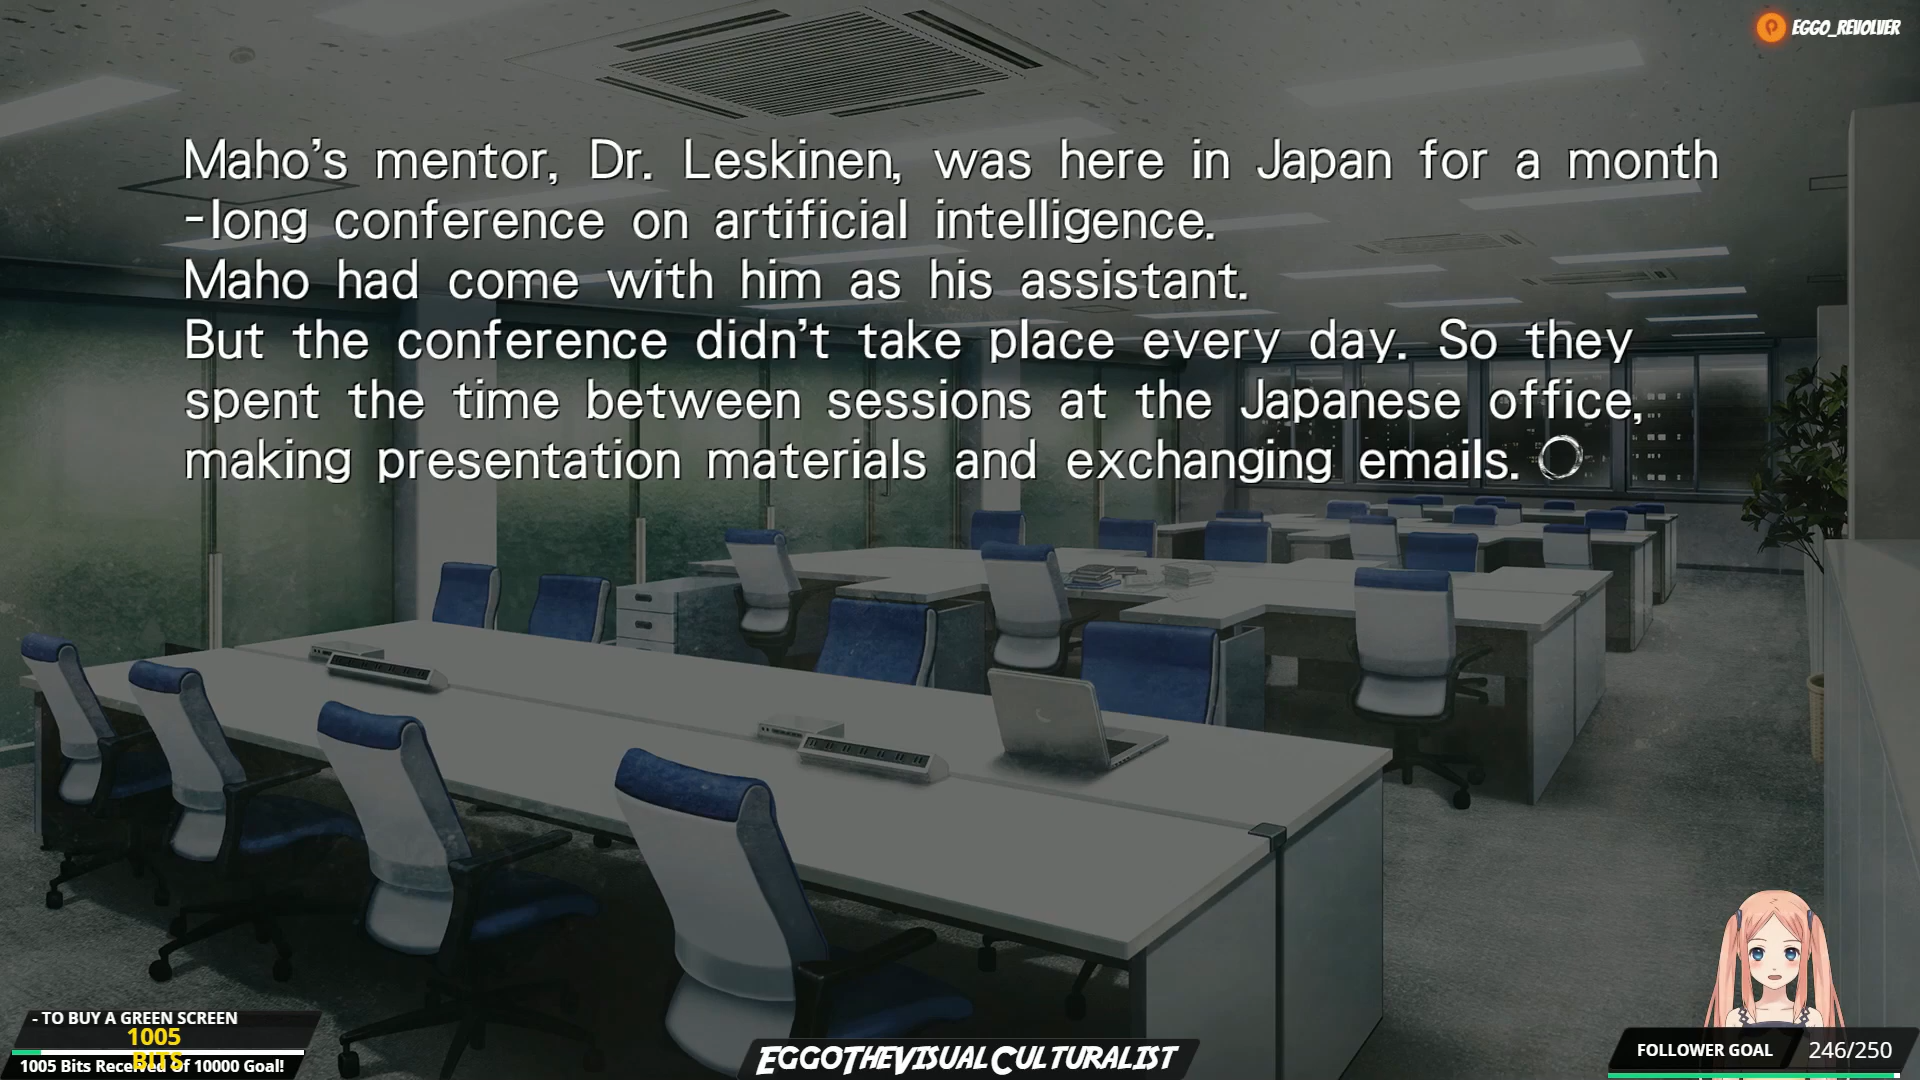 EGGO_REVOLVER
Maho's mentor, Dr. Leskinen, was here in Japan for a month
-long conference on artificial intelligence.
Maho had come with him as his assistant.
But the conference didn't take place every day. So they
spent the time between sessions at the Japanese office,
making presentation materials and exchanging emails.
- TO BUY A GREEN SCREEN
1005
BITS
1005 Bits Received Of 10000 Goal!
EGGOTHEVISUALCULTURALIST
FOLLOWER GOAL 246/250